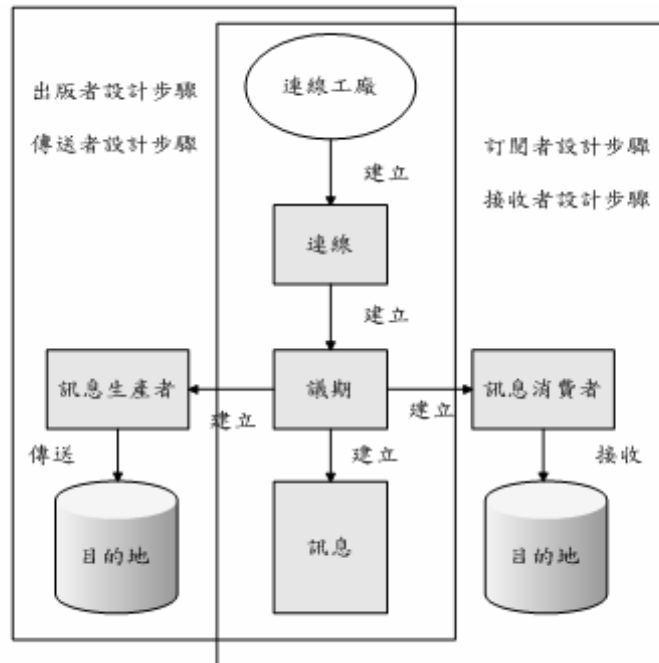 連線工廠
出版者設計步驟
傳送者設計步驟
訂閱者設計步驟
接收者設計步驟
建立
連線
建立
訊息生產者
議期
訊息消費者
建立
建立
傳送
建立
接收
目的地
訊息
目的地